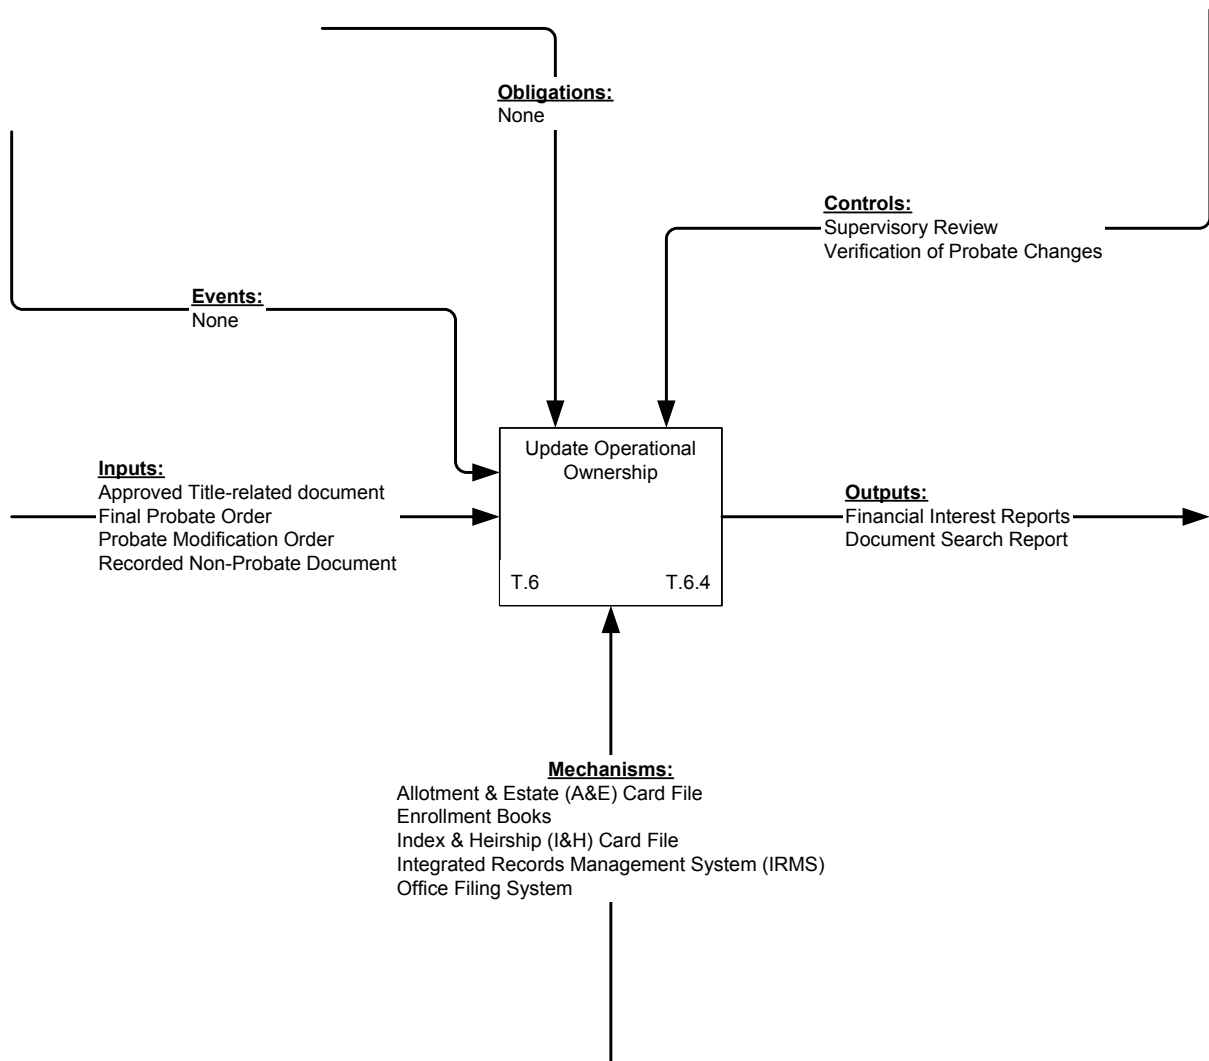 Obligations:
None
Controls:
Supervisory Review
Verification of Probate Changes
Events:
None
Update Operational
Ownership
T.6 T.6.4
Inputs:
Approved Title-related document
Final Probate Order
Probate Modification Order
Recorded Non-Probate Document
Outputs:
Financial Interest Reports
Document Search Report
Mechanisms:
Allotment & Estate (A&E) Card File
Enrollment Books
Index & Heirship (I&H) Card File
Integrated Records Management System (IRMS)
Office Filing System